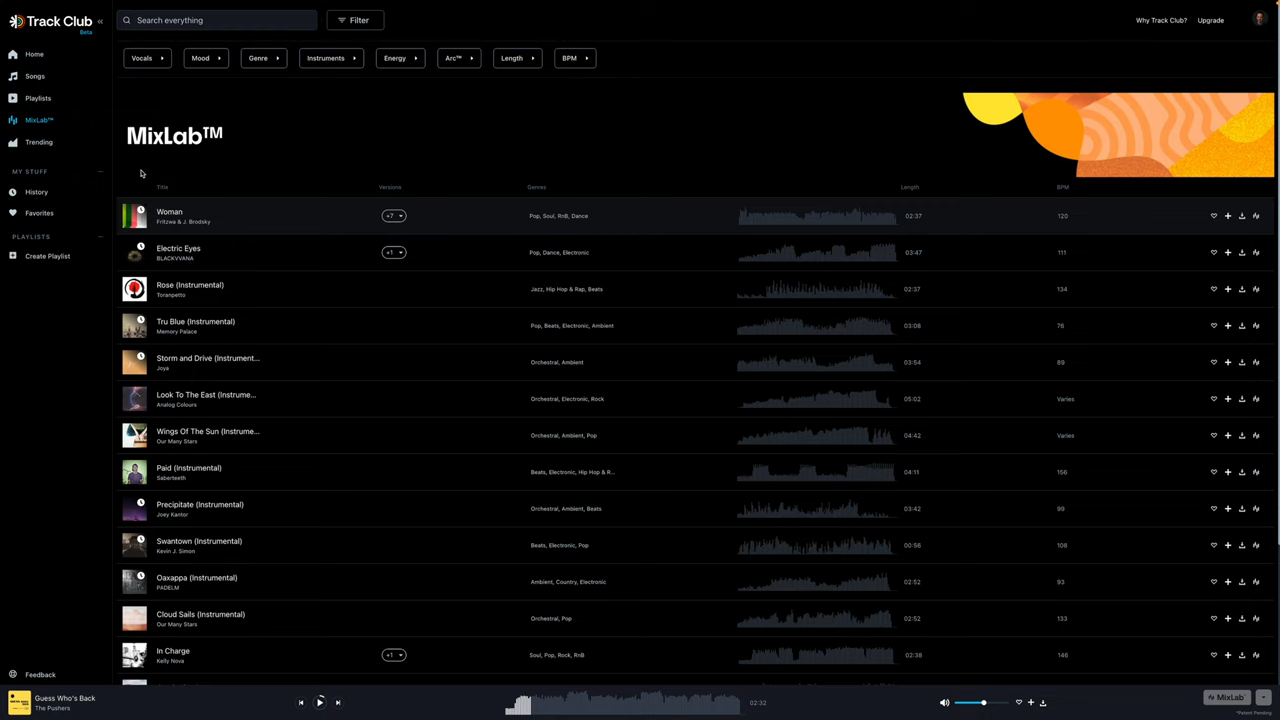 Track Club
Beta
Search everything
Filter
Why Track Club?
Upgrade
Vocals
Mood
Genre
Instruments
Energy
Arc™
Length
BPM
Home
Songs
Playlists
MixLab™
Trending
MY STUFF
History
Favorites
PLAYLISTS
Create Playlist
Feedback
MixLab™
Title Versions Genres Length BPM
Woman
Fritzwa & J. Brodsky
+7
Pop, Soul, RnB, Dance
02:37
120
Electric Eyes
BLACKVVANA
+1
Pop, Dance, Electronic
03:47
111
Rose (Instrumental)
Toranpetto
Jazz, Hip Hop & Rap, Beats
02:37
134
Tru Blue (Instrumental)
Memory Palace
Pop, Beats, Electronic, Ambient
03:08
76
Storm and Drive (Instrument...
Joya
Orchestral, Ambient
03:54
89
Look To The East (Instrume...
Analog Colours
Orchestral, Electronic, Rock
05:02
Varies
Wings Of The Sun (Instrume...
Our Many Stars
Orchestral, Ambient, Pop
04:42
Varies
Paid (Instrumental)
Saberteeth
Beats, Electronic, Hip Hop & R...
04:11
156
Precipitate (Instrumental)
Joey Kantor
Orchestral, Ambient, Beats
03:42
99
Swantown (Instrumental)
Kevin J. Simon
Beats, Electronic, Pop
00:56
108
Oaxappa (Instrumental)
PADELM
Ambient, Country, Electronic
02:52
93
Cloud Sails (Instrumental)
Our Many Stars
Orchestral, Pop
02:52
133
In Charge
Kelly Nova
+1
Soul, Pop, Rock, RnB
02:38
146
Guess Who's Back
The Pushers
02:32
MixLab™
*Patent Pending